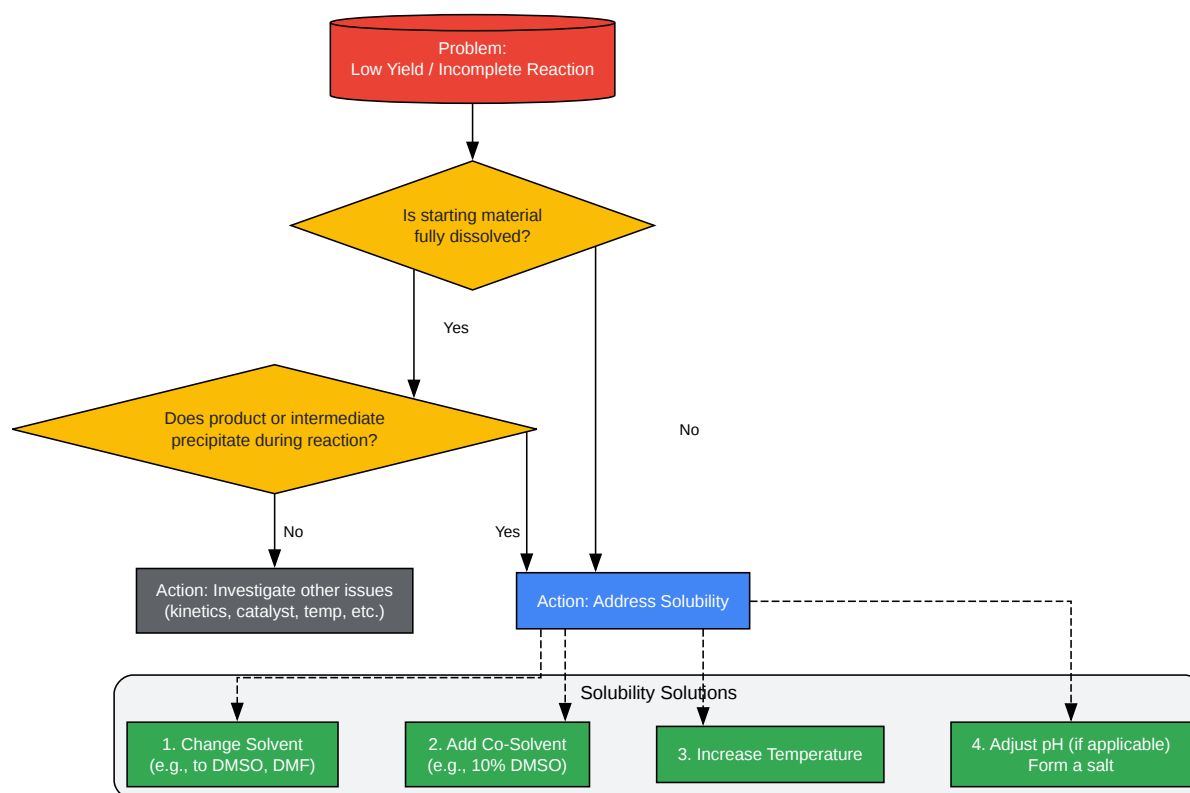 Problem:
Low Yield / Incomplete Reaction
Is starting material
fully dissolved?
Yes
Does product or intermediate
precipitate during reaction?
No
No
Yes
Action: Investigate other issues
(kinetics, catalyst, temp, etc.)
Action: Address Solubility
Solubility Solutions
1. Change Solvent
(e.g., to DMSO, DMF)
2. Add Co-Solvent
(e.g., 10% DMSO)
3. Increase Temperature
4. Adjust pH (if applicable)
Form a salt